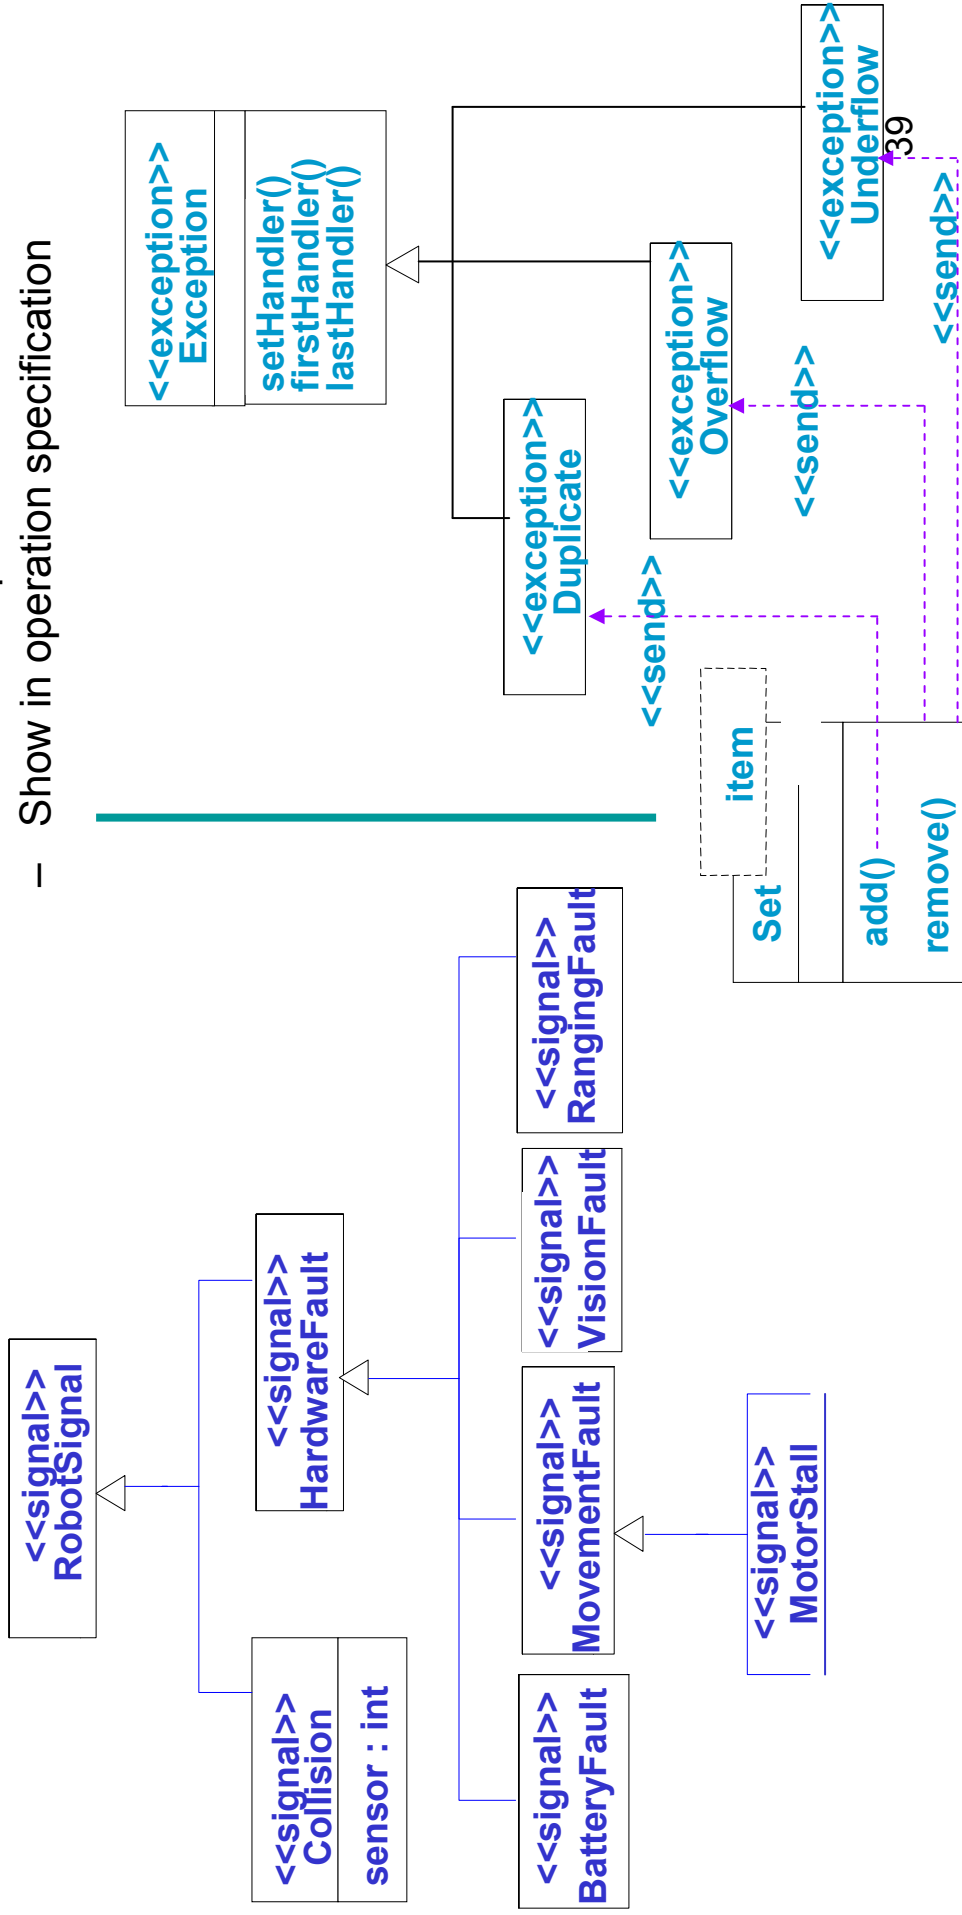 – Show in operation specification
<<signal>>
RobotSignal
<<signal>>
Collision
sensor : int
<<signal>>
HardwareFault
<<signal>>
BatteryFault
<<signal>>
MovementFault
<<signal>>
VisionFault
<<signal>>
RangingFault
<<signal>>
MotorStall
<<exception>>
Exception
setHandler()
firstHandler()
lastHandler()
<<exception>>
Duplicate
<<exception>>
Overflow
<<exception>>
Underflow
<<send>>
<<send>>
<<send>>
item
Set
add()
remove()
39